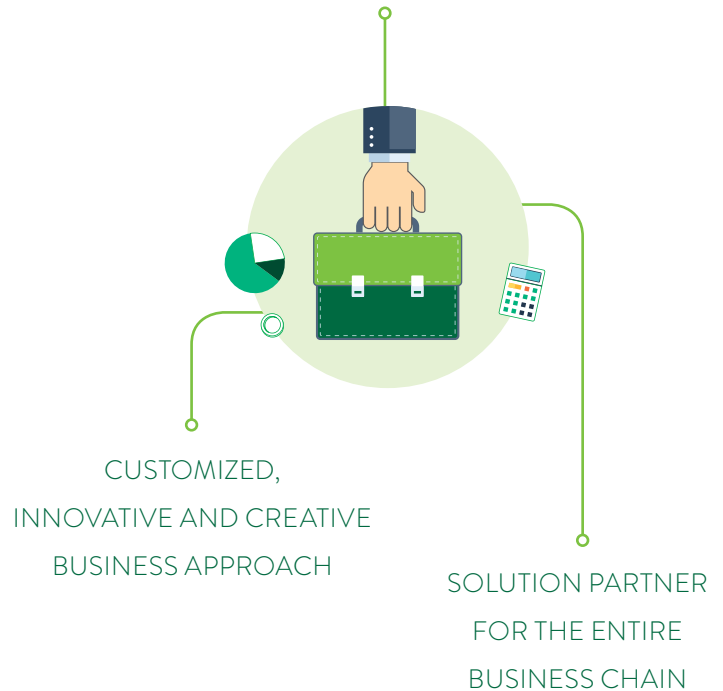 CUSTOMIZED,
INNOVATIVE AND CREATIVE
BUSINESS APPROACH
SOLUTION PARTNER
FOR THE ENTIRE
BUSINESS CHAIN